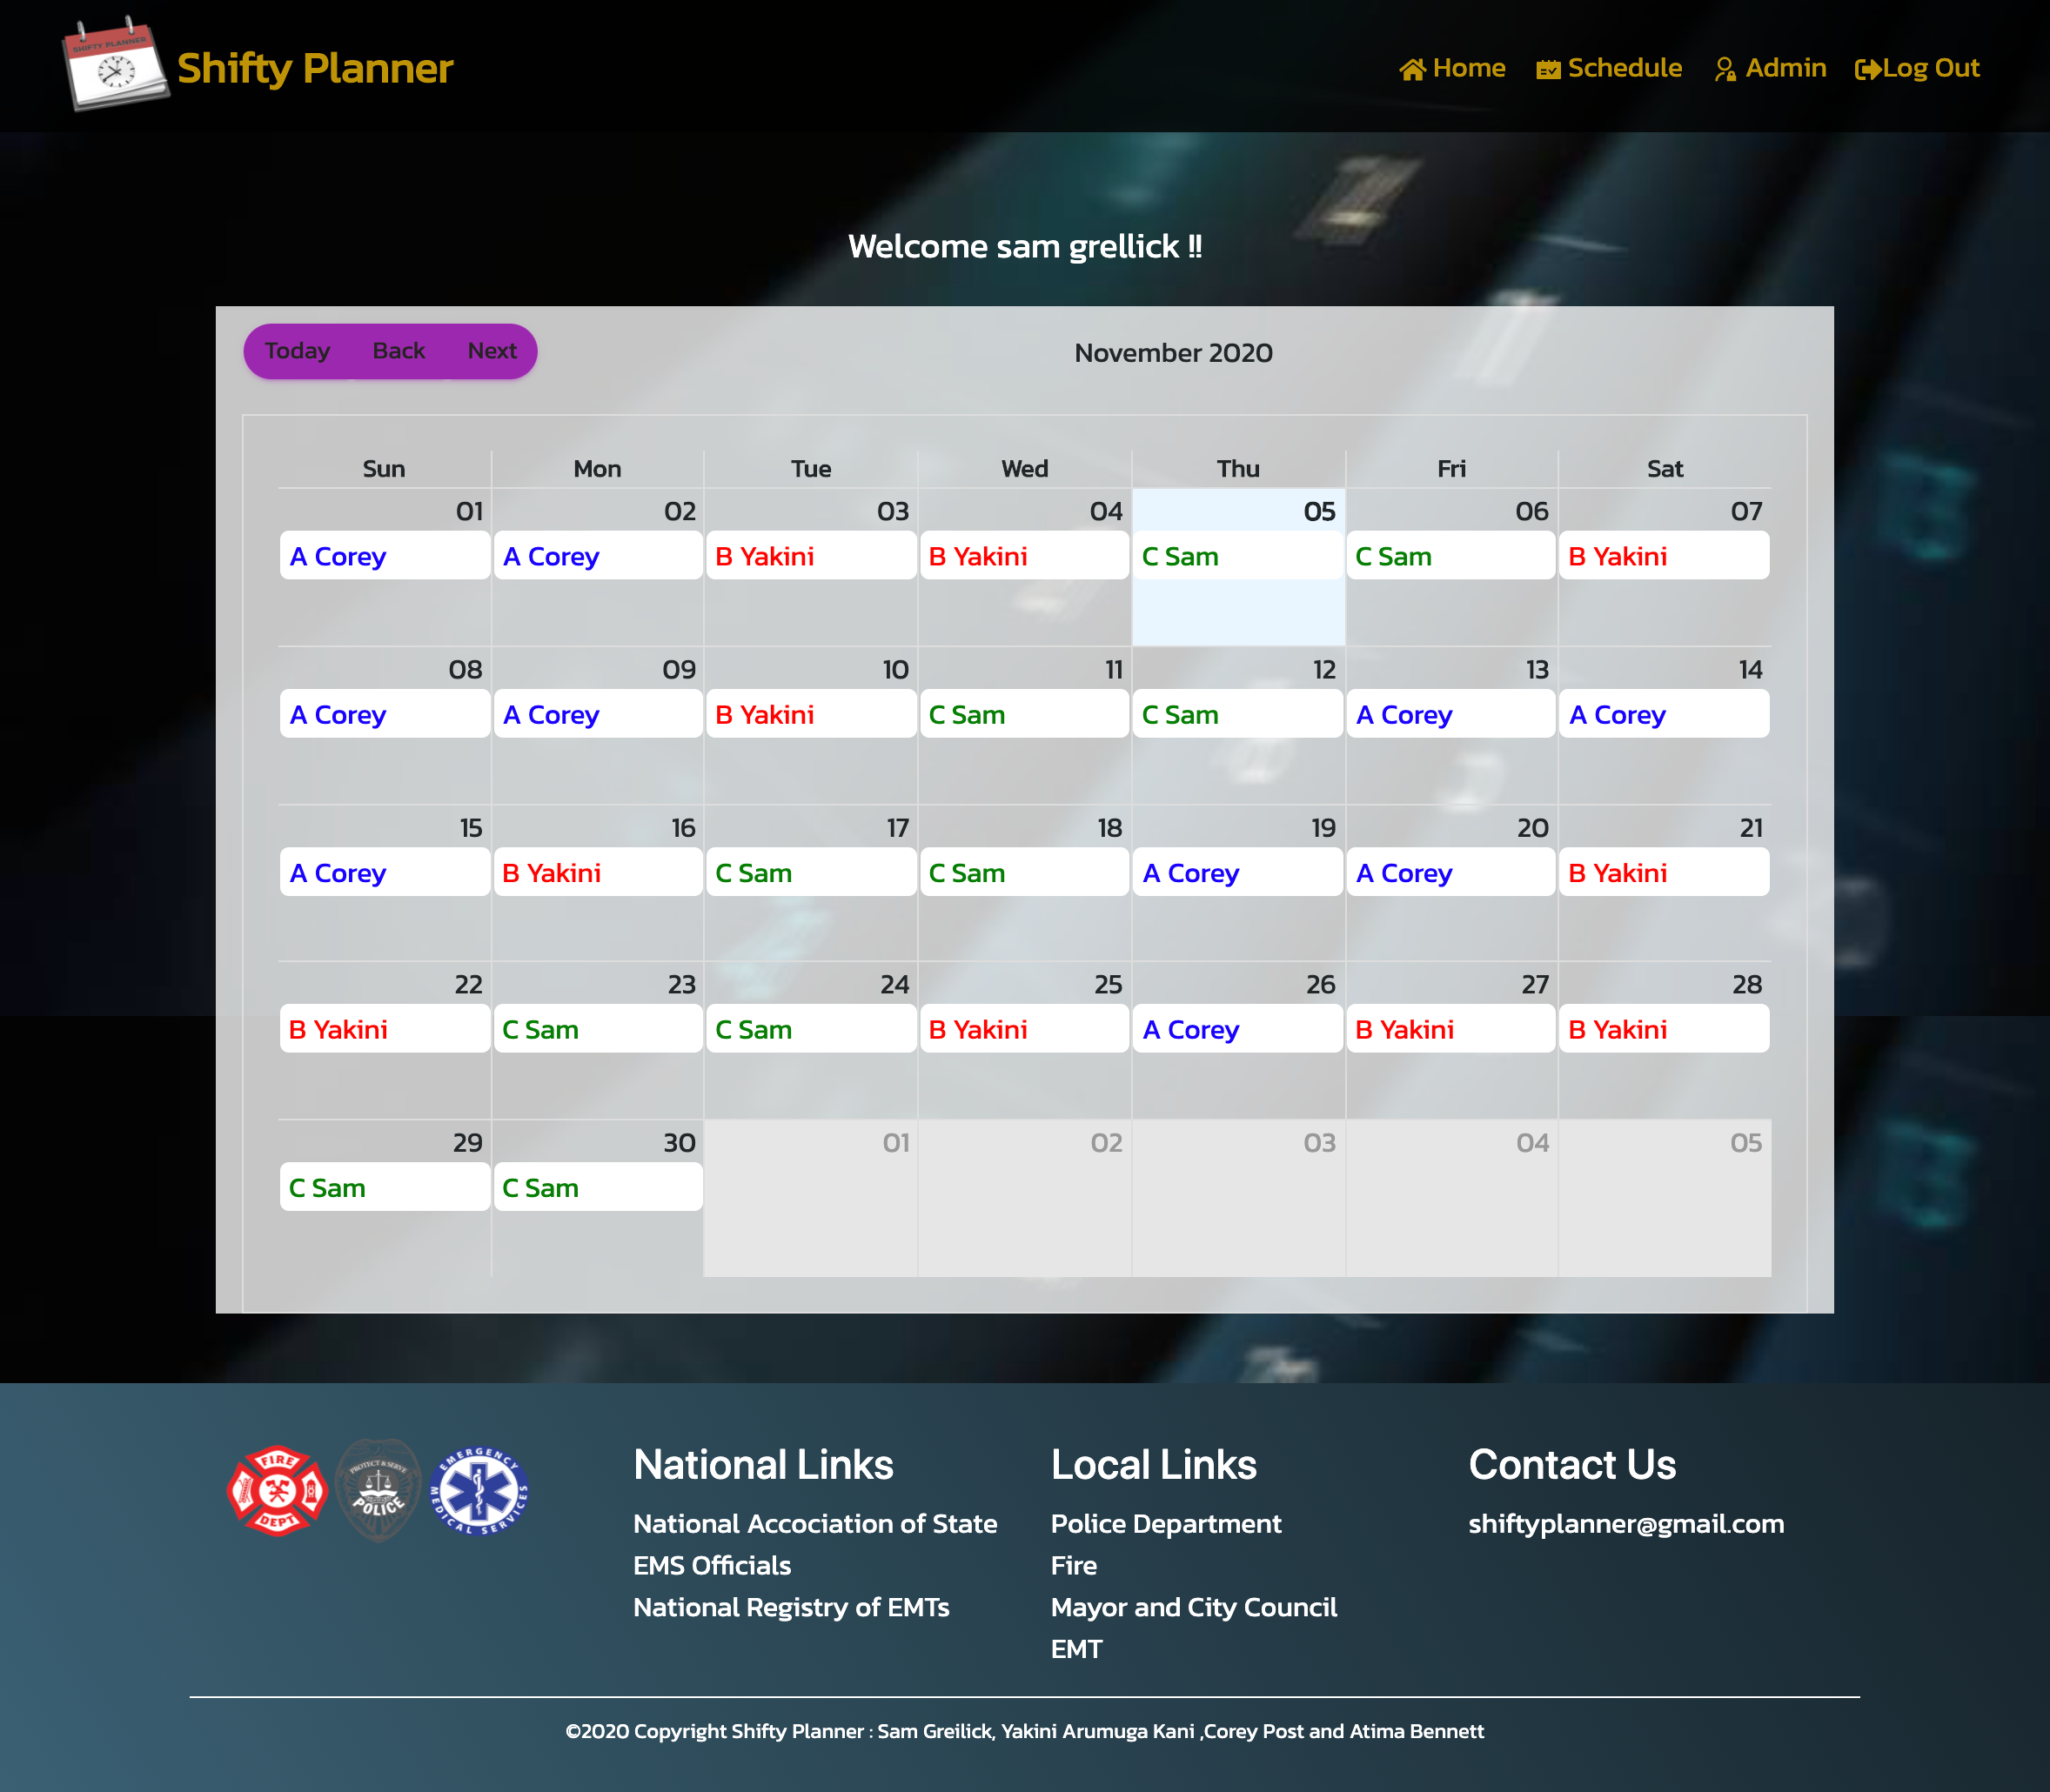 SHIFTY PLANNER
Shifty Planner
Home
Schedule
Admin
Log Out
Welcome sam grellick !!
Today
Back
Next
November 2020
Sun Mon Tue Wed Thu Fri Sat
01 02 03 04 05 06 07
A Corey A Corey B Yakini B Yakini C Sam C Sam B Yakini
08 09 10 11 12 13 14
A Corey A Corey B Yakini C Sam C Sam A Corey A Corey
15 16 17 18 19 20 21
A Corey B Yakini C Sam C Sam A Corey A Corey B Yakini
22 23 24 25 26 27 28
B Yakini C Sam C Sam B Yakini A Corey B Yakini B Yakini
29 30 01 02 03 04 05
C Sam C Sam
FIRE
DEPT
PROTECT & SERVE
POLICE
EMERGENCY
MEDICAL SERVICES
National Links
National Accociation of State
EMS Officials
National Registry of EMTs
Local Links
Police Department
Fire
Mayor and City Council
EMT
Contact Us
shiftyplanner@gmail.com
©2020 Copyright Shifty Planner : Sam Greilick, Yakini Arumuga Kani ,Corey Post and Atima Bennett